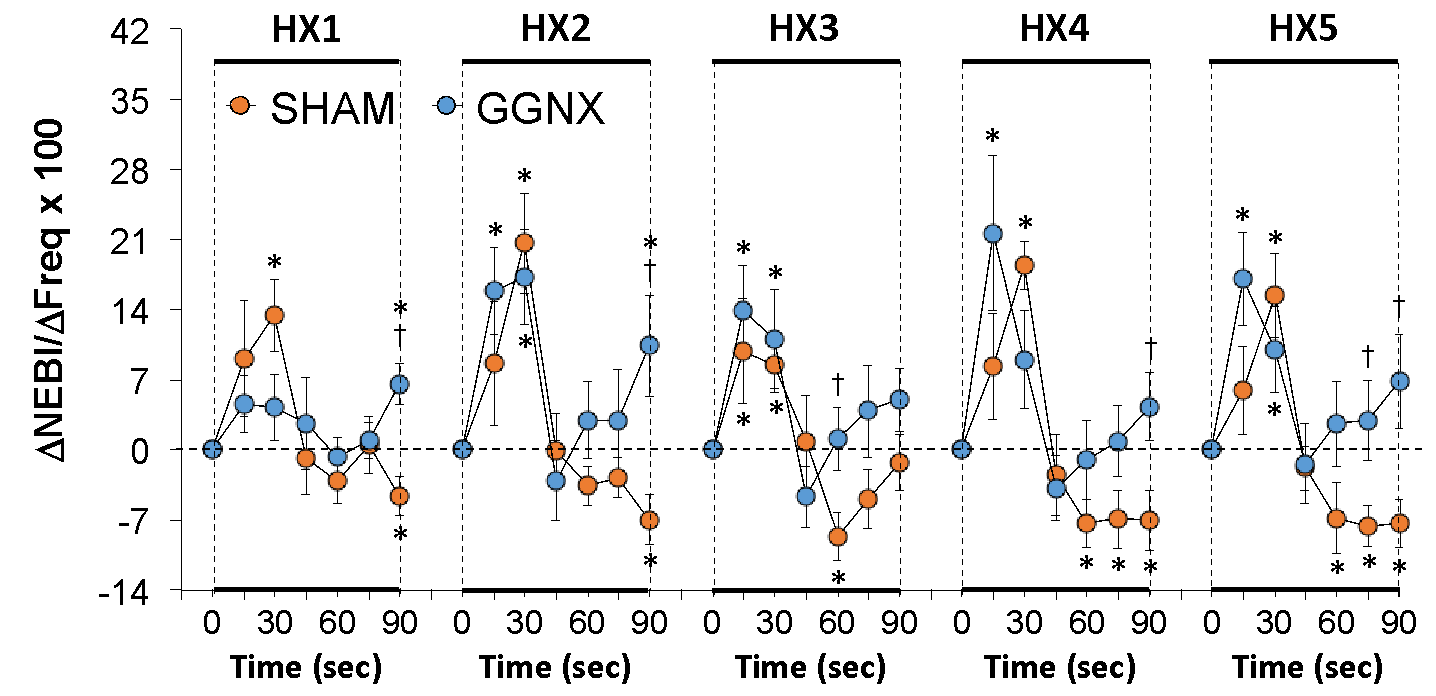 HX1 HX2 HX3 HX4 HX5
42
35
28
21
14
7
0
-7
-14
ΔNEBI/ΔFreq x 100
SHAM GGNX
*
* *
†
*
* * *
†
*
*
* *
* *
†
*
* *
†
* * *
* * *
† †
* * *
0 30 60 90 0 30 60 90 0 30 60 90 0 30 60 90 0 30 60 90
Time (sec) Time (sec) Time (sec) Time (sec) Time (sec)